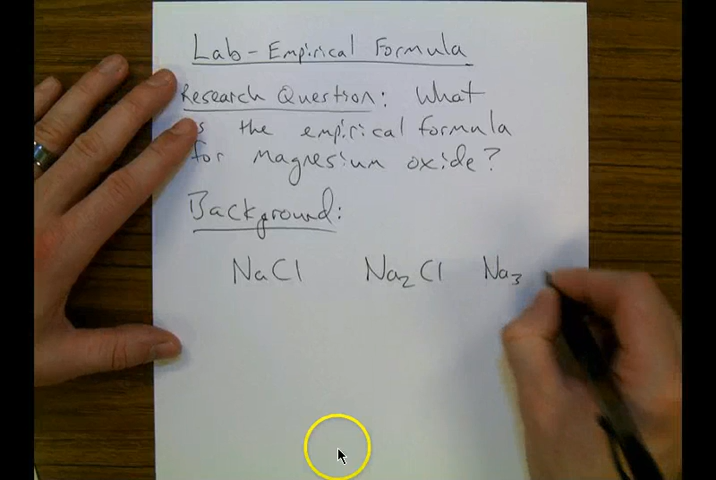 Lab - Empirical Formula
Research Question: What
is the empirical formula
for magnesium oxide?
Background:
NaCl Na₂Cl Na₃